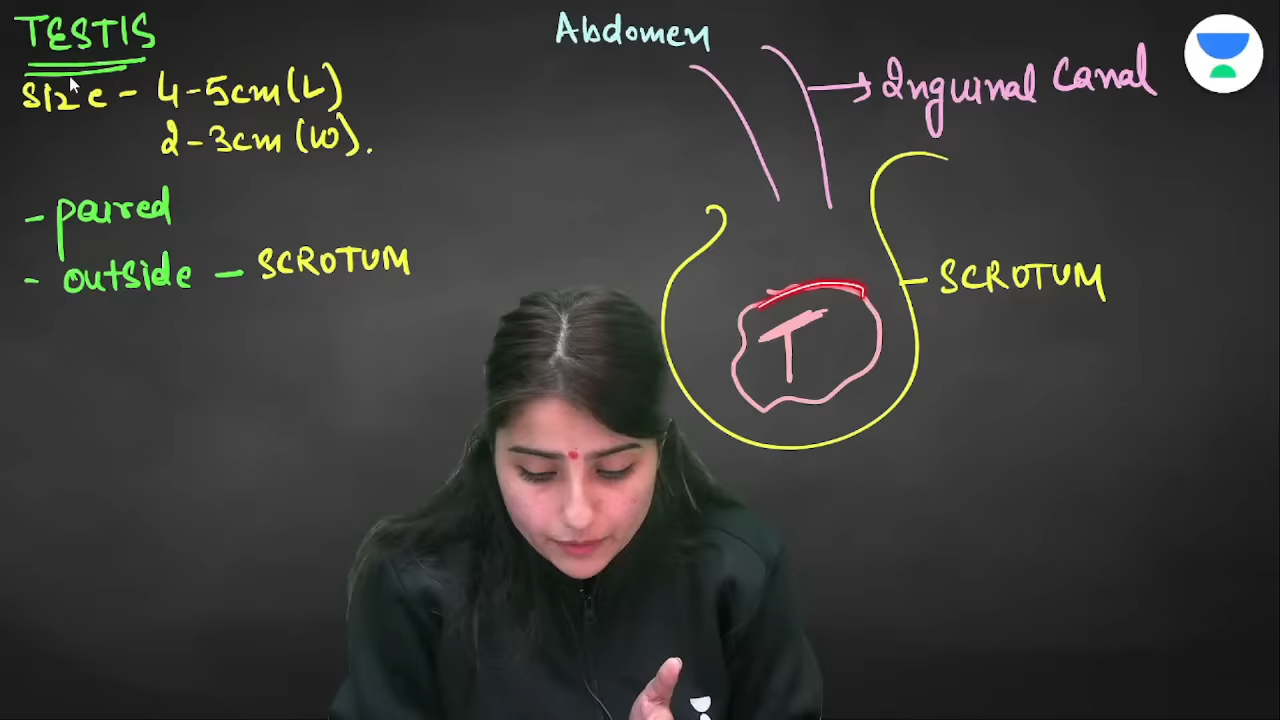 TESTIS
Size - 4-5cm (L)
2-3cm (W).
- paired
- outside - SCROTUM
Abdomen
Inguinal Canal
SCROTUM
T